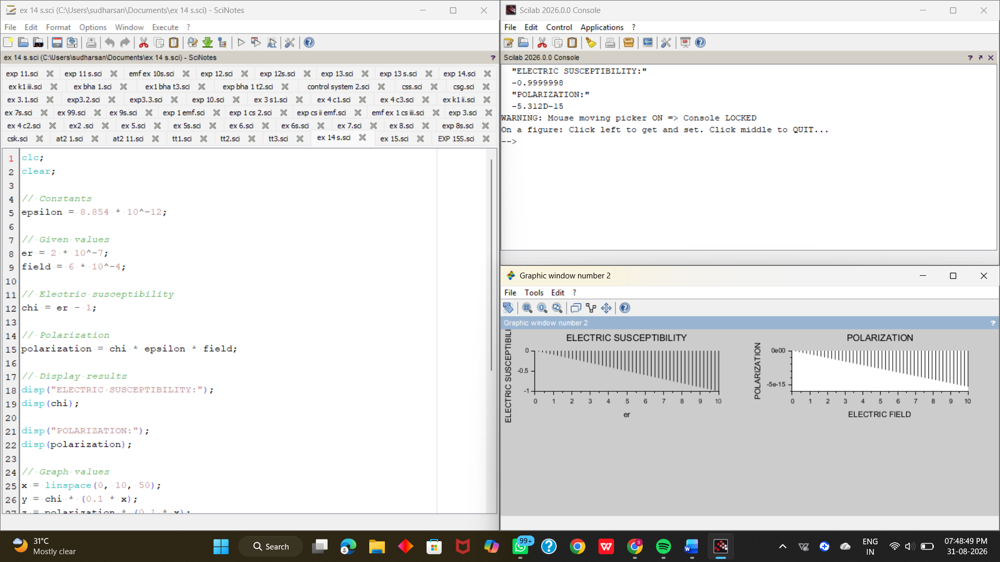 ex 14 s.sci (C:\Users\sudharsan\Documents\ex 14 s.sci) - SciNotes
File Edit Format Options Window Execute ?
ex 14 s.sci (C:\Users\sudharsan\Documents\ex 14 s.sci) - SciNotes ?
exp 11.sci exp 11 s.sci emf ex 10s.sci exp 12.sci exp 12s.sci exp 13.sci exp 13 s.sci exp 14.sci
ex k1 iii.sci ex bha 1.sci ex1 bha t3.sci exp bha 1 t2.sci control system 2.sci css.sci csg.sci
ex 3.1.sci exp3.2.sci exp3.3.sci exp 10.sci ex 3 s1.sci ex 4 c1.sci ex 4 c3.sci ex k1 ii.sci
ex 7s.sci ex 99.sci ex 9s.sci exp 1 emf.sci exp 1 cs 2.sci exp cs ii emf.sci emf ex 1 cs iii.sci exp 3.sci
ex 4 c2.sci ex2 .sci ex 5.sci ex 5s.sci ex 6.sci ex 6s.sci ex 7.sci ex 8.sci exp 8s.sci
csk.sci at2 1.sci at2 11.sci tt1.sci tt2.sci tt3.sci ex 14 s.sci ex 15.sci EXP 15S.sci
1 clc;
2 clear;
3
4 // Constants
5 epsilon = 8.854 * 10^-12;
6
7 // Given values
8 er = 2 * 10^-7;
9 field = 6 * 10^-4;
10
11 // Electric susceptibility
12 chi = er - 1;
13
14 // Polarization
15 polarization = chi * epsilon * field;
16
17 // Display results
18 disp("ELECTRIC SUSCEPTIBILITY:");
19 disp(chi);
20
21 disp("POLARIZATION:");
22 disp(polarization);
23
24 // Graph values
25 x = linspace(0, 10, 50);
26 y = chi * (0.1 * x);
27 z = polarization * (0.1 * x);
Scilab 2026.0.0 Console
File Edit Control Applications ?
Scilab 2026.0.0 Console ?
"ELECTRIC SUSCEPTIBILITY:"
-0.9999998
"POLARIZATION:"
-5.312D-15
WARNING: Mouse moving picker ON => Console LOCKED
On a figure: Click left to get and set. Click middle to QUIT...
-->
Graphic window number 2
File Tools Edit ?
Graphic window number 2 ?
ELECTRIC SUSCEPTIBILITY
ELECTRIC SUSCEPTIBILI
0
-0.5
-1
0 1 2 3 4 5 6 7 8 9 10
er
POLARIZATION
POLARIZATION
0e00
-5e-15
0 1 2 3 4 5 6 7 8 9 10
ELECTRIC FIELD
31°C
Mostly clear
Search
99+
ENG
IN
07:48:49 PM
31-08-2026